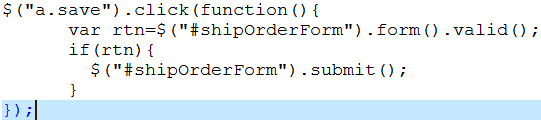 $("a.save").click(function(){
var rtn=$("#shipOrderForm").form().valid();
if(rtn){
$("#shipOrderForm").submit();
}
});